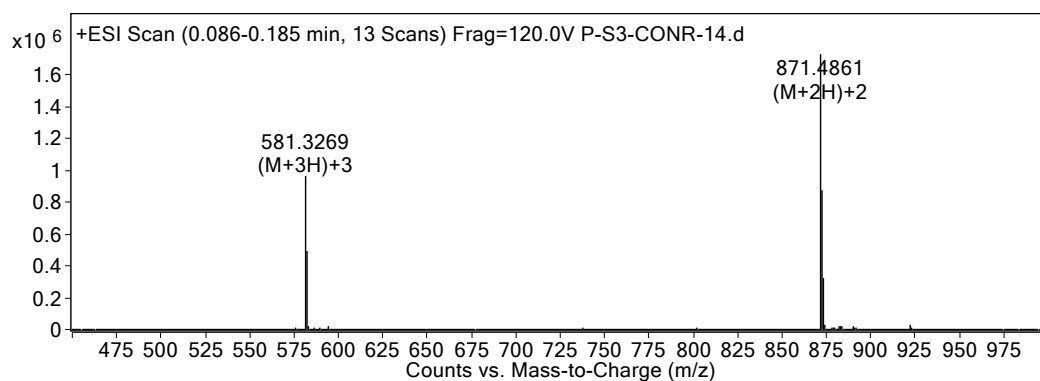 x10 6
+ESI Scan (0.086-0.185 min, 13 Scans) Frag=120.0V P-S3-CONR-14.d
871.4861
(M+2H)+2
581.3269
(M+3H)+3
1.6
1.4
1.2
1
0.8
0.6
0.4
0.2
0
475 500 525 550 575 600 625 650 675 700 725 750 775 800 825 850 875 900 925 950 975
Counts vs. Mass-to-Charge (m/z)